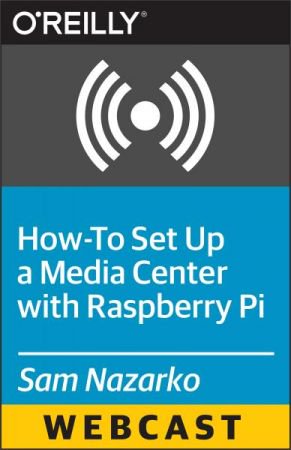 O'REILLY®
How-To Set Up
a Media Center
with Raspberry Pi
Sam Nazarko
WEBCAST